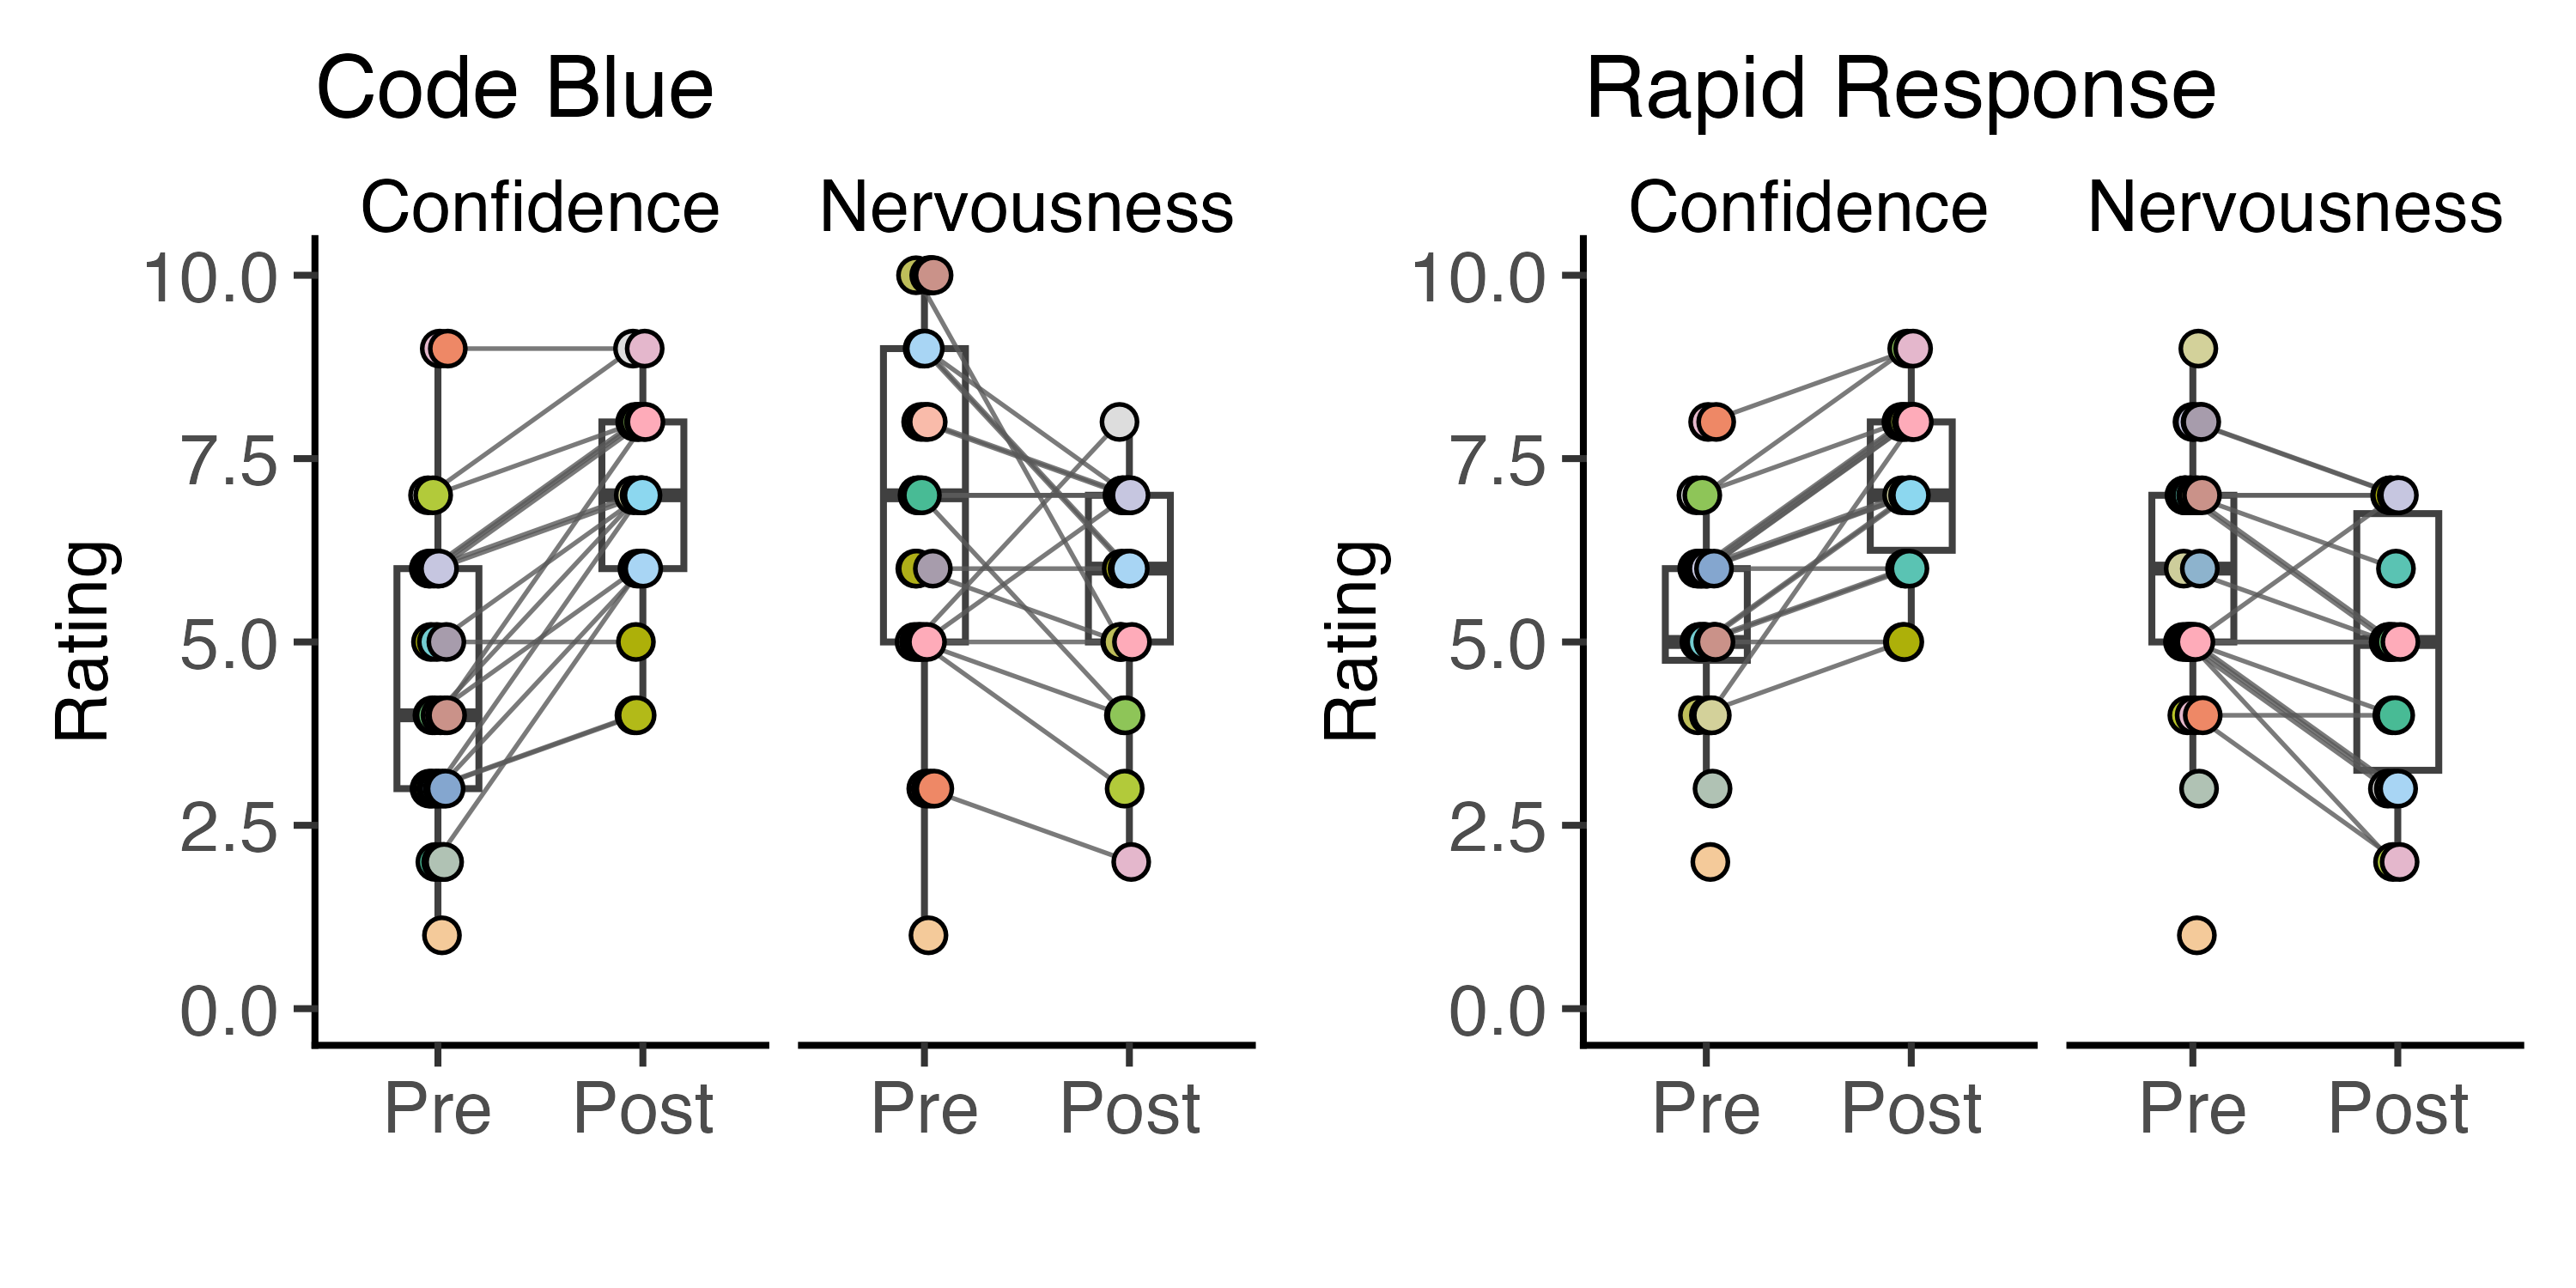 Code Blue
Confidence
Nervousness
Rating
10.0
7.5
5.0
2.5
0.0
Pre
Post
Pre
Post
Rapid Response
Confidence
Nervousness
Rating
10.0
7.5
5.0
2.5
0.0
Pre
Post
Pre
Post